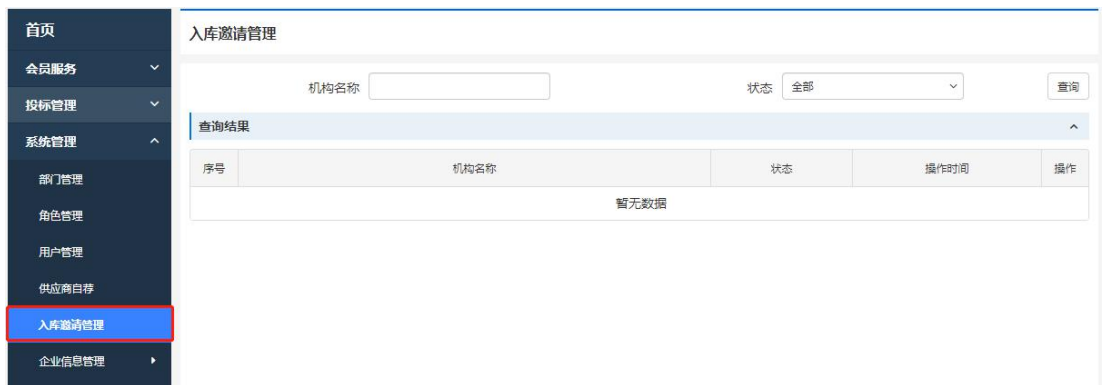 首页
会员服务
投标管理
系统管理
部门管理
角色管理
用户管理
供应商自荐
入库邀请管理
企业信息管理
入库邀请管理
机构名称 状态 全部 查询
查询结果
序号 机构名称 状态 操作时间 操作
暂无数据